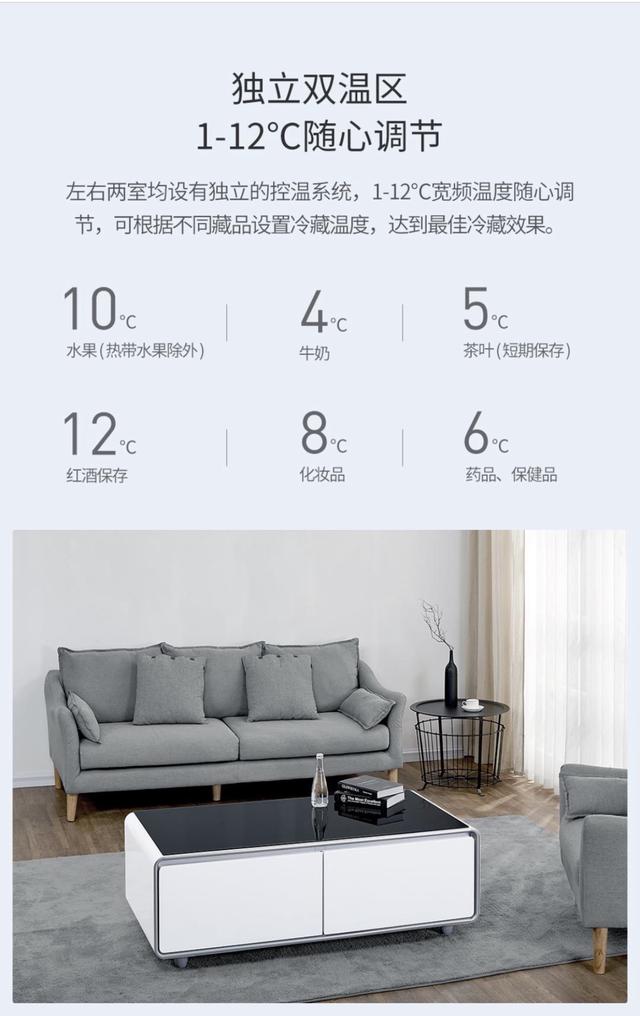 独立双温区
1-12°C随心调节
左右两室均设有独立的控温系统，1-12°C宽频温度随心调
节，可根据不同藏品设置冷藏温度，达到最佳冷藏效果。
10°C
水果(热带水果除外)
4°C
牛奶
5°C
茶叶(短期保存)
12°C
红酒保存
8°C
化妆品
6°C
药品、保健品